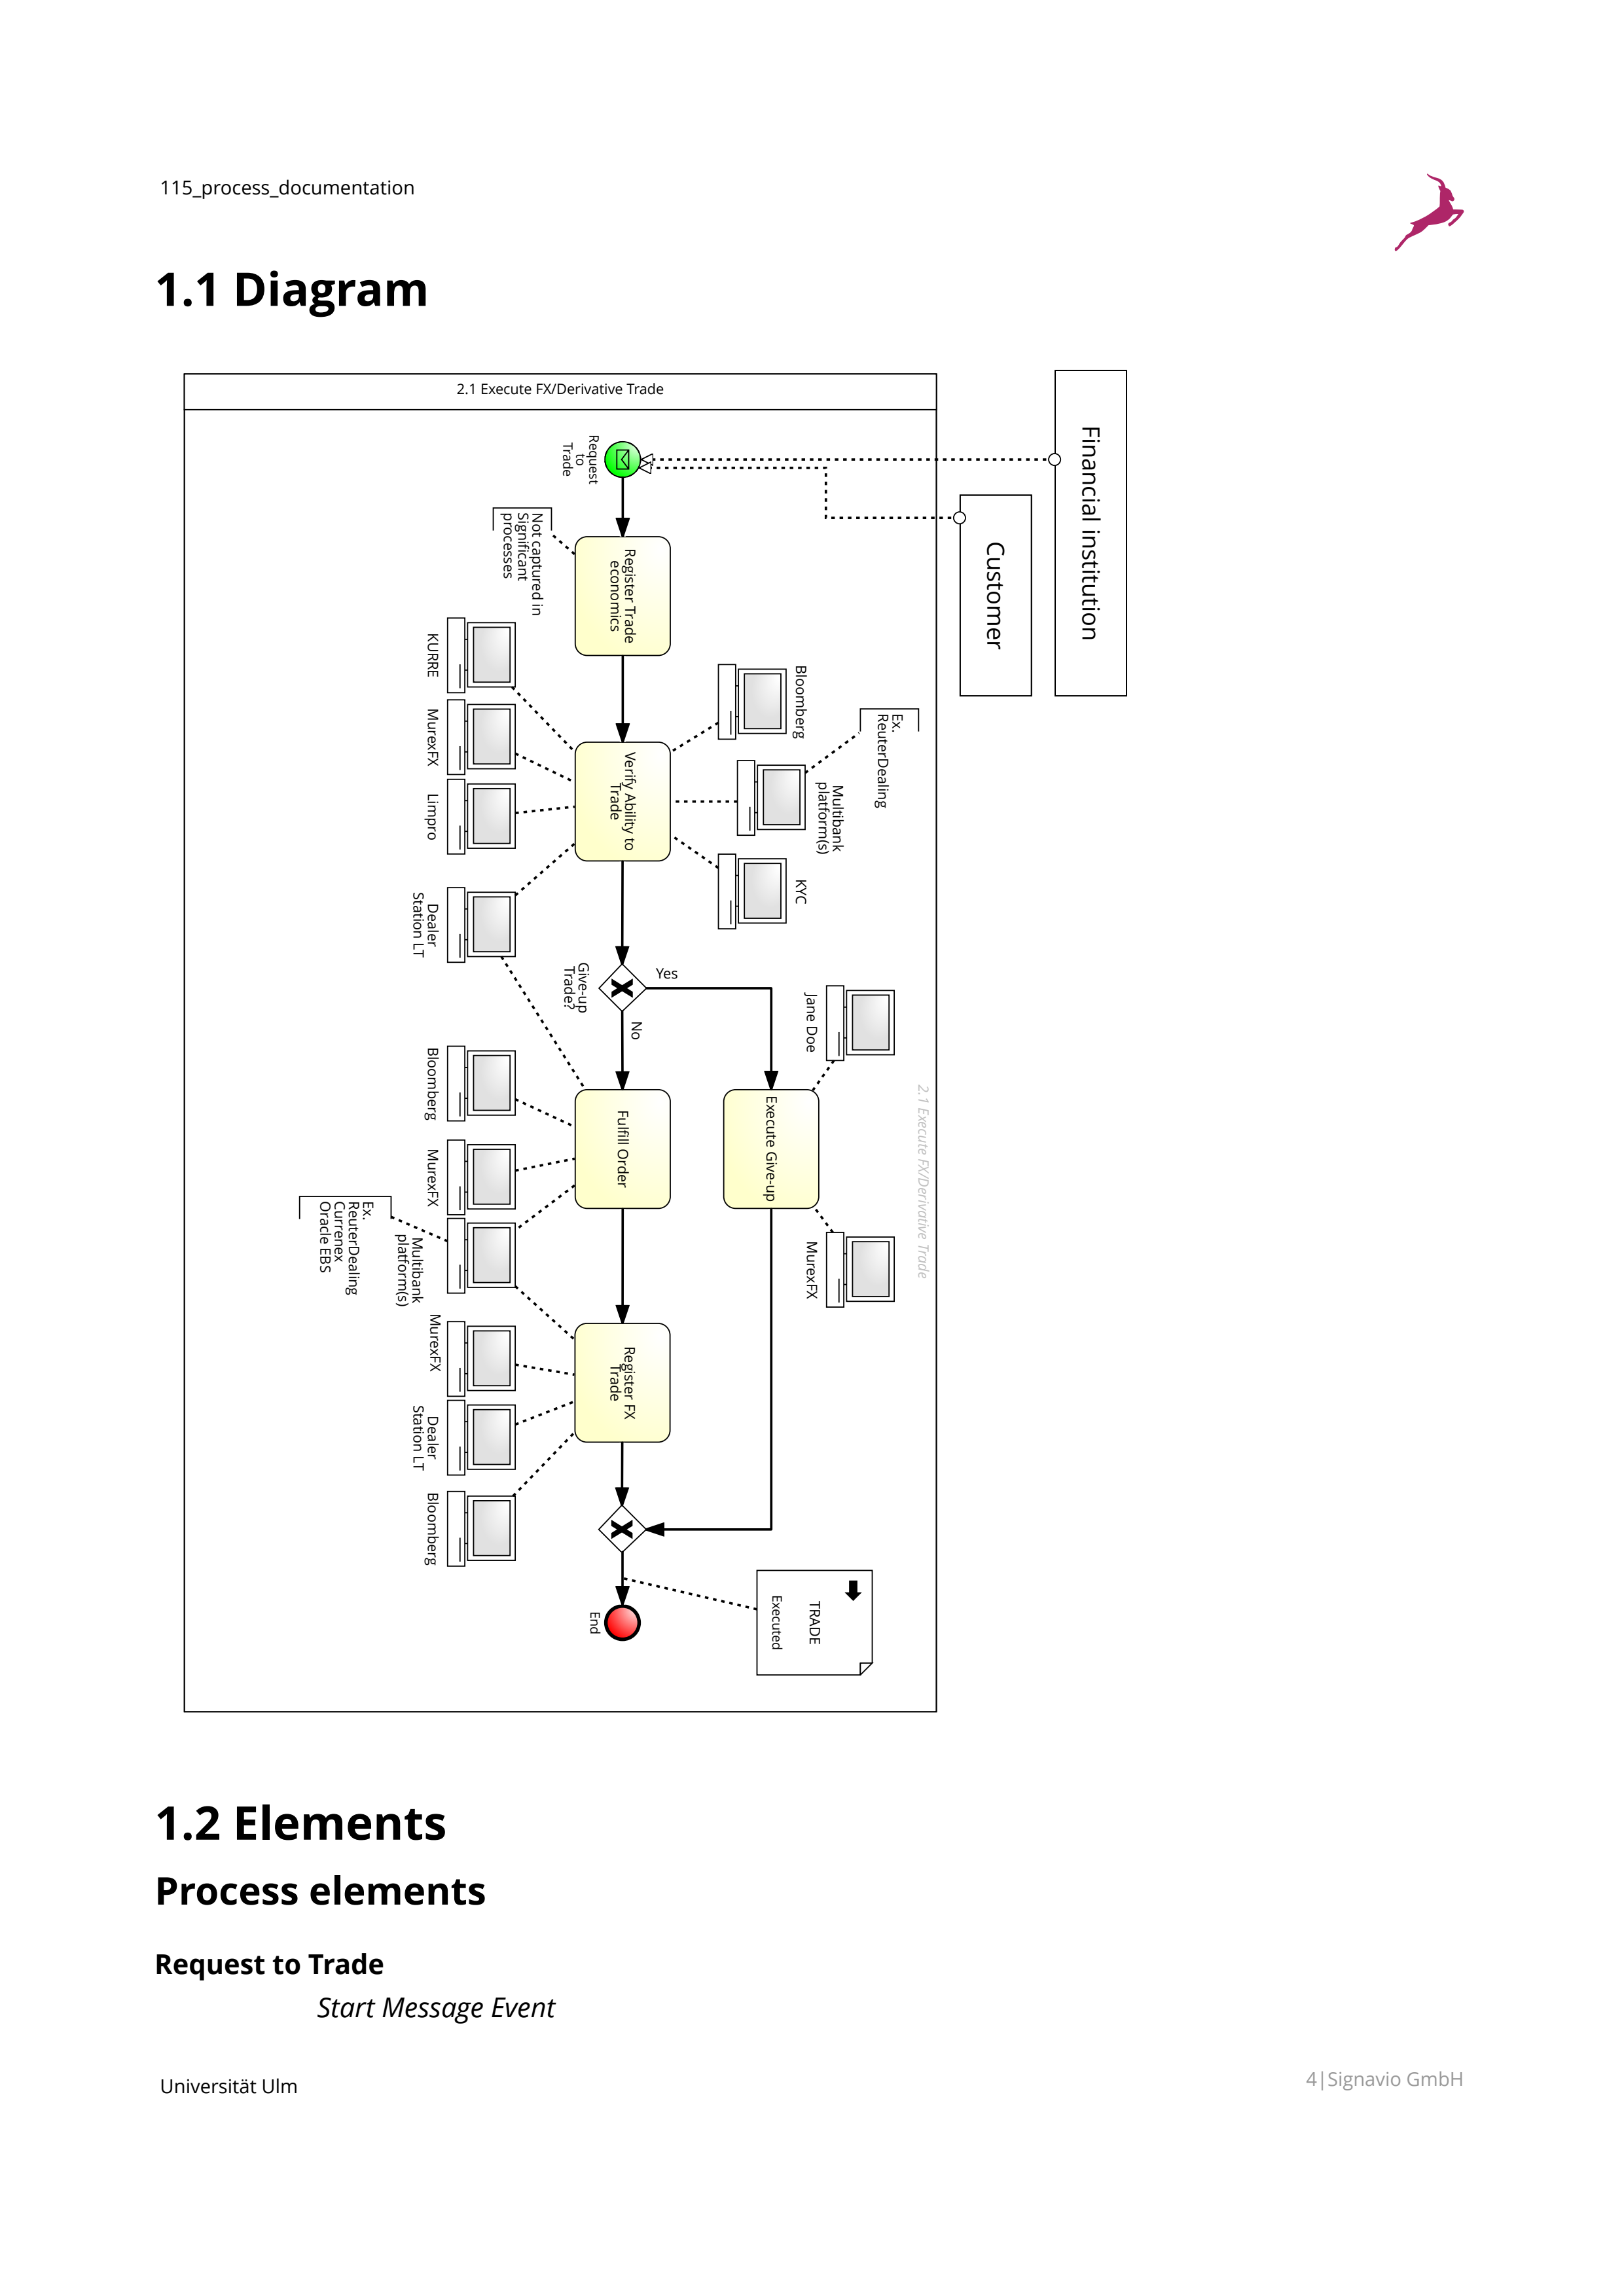 115_process_documentation
1.1 Diagram
2.1 Execute FX/Derivative Trade
Financial institution
Customer
Request
to
Trade
Not captured in
Significant
processes
Register Trade
economics
KURRE
MurexFX
Limpro
Dealer
Station LT
Bloomberg
Ex.
ReuterDealing
Multibank
platform(s)
KYC
Verify Ability to
Trade
Give-up
Trade?
Yes
No
Jane Doe
Execute Give-up
MurexFX
2.1 Execute FX/Derivative Trade
Fulfill Order
Bloomberg
MurexFX
Multibank
platform(s)
Ex.
ReuterDealing
Currenex
Oracle EBS
Register FX
Trade
MurexFX
Dealer
Station LT
Bloomberg
TRADE
Executed
End
1.2 Elements
Process elements
Request to Trade
Start Message Event
Universität Ulm
4|Signavio GmbH